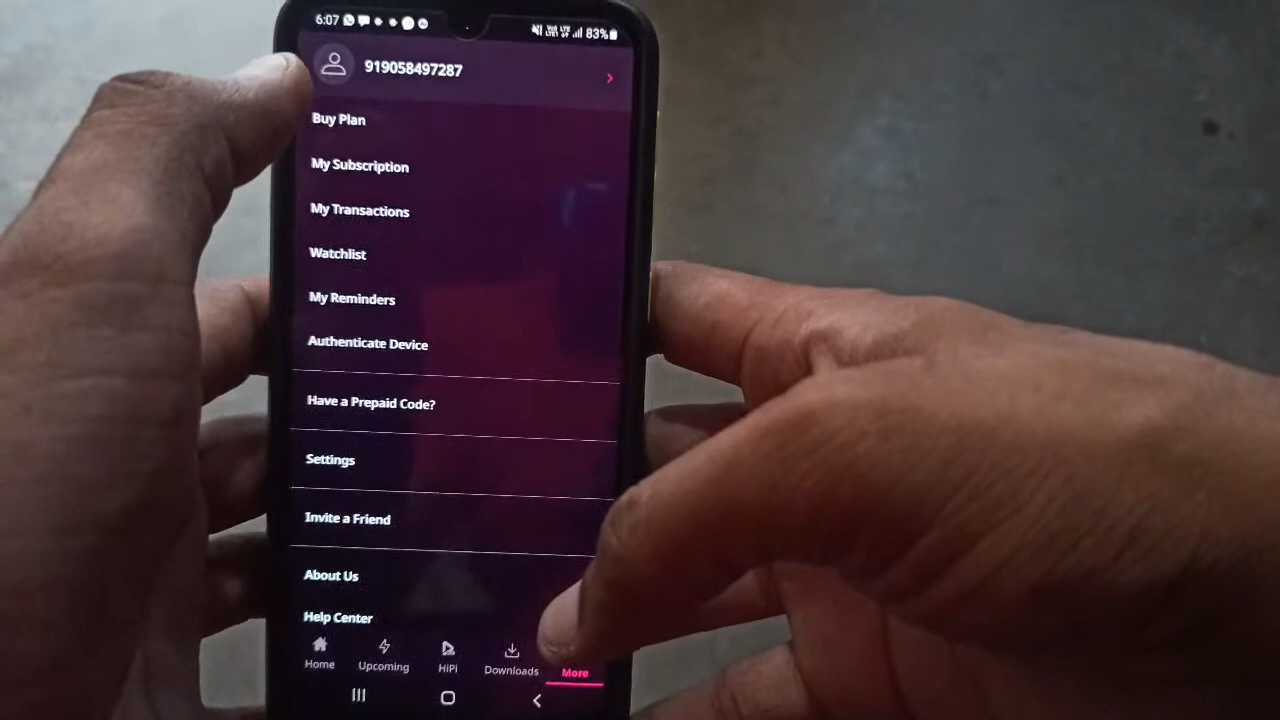 6:07
83%
919058497287
Buy Plan
My Subscription
My Transactions
Watchlist
My Reminders
Authenticate Device
Have a Prepaid Code?
Settings
Invite a Friend
About Us
Help Center
Home
Upcoming
HiPi
Downloads
More